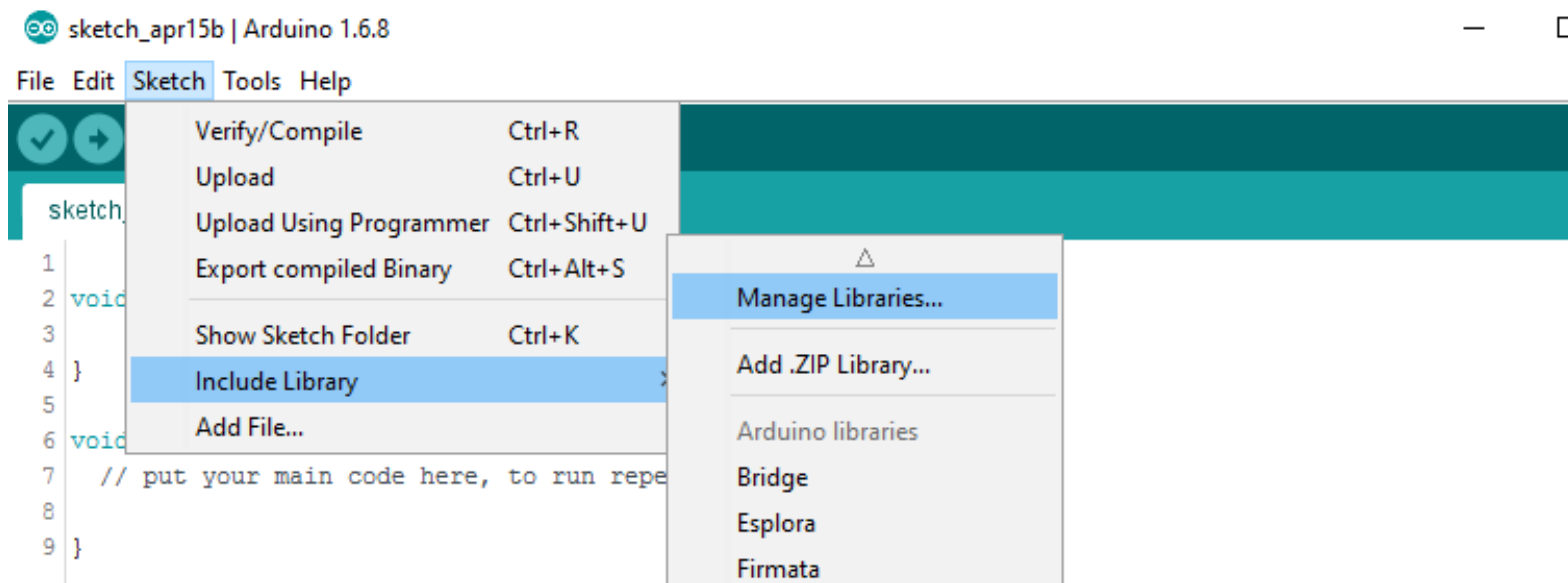 sketch_apr15b | Arduino 1.6.8
File Edit Sketch Tools Help
Verify/Compile Ctrl+R
Upload Ctrl+U
Upload Using Programmer Ctrl+Shift+U
Export compiled Binary Ctrl+Alt+S
Show Sketch Folder Ctrl+K
Include Library
Add File...
Manage Libraries...
Add .ZIP Library...
Arduino libraries
Bridge
Esplora
Firmata
sketch_
1
2 void
3
4 }
5
6 void
7 // put your main code here, to run repe
8
9 }